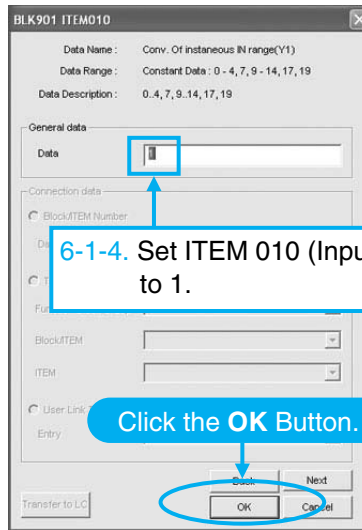 BLK901 ITEM010
Data Name : Conv. Of instaneous IN range(Y1)
Data Range : Constant Data : 0 - 4, 7, 9 - 14, 17, 19
Data Description : 0..4, 7, 9..14, 17, 19
General data
Data 1
Connection data
Block/ITEM Number
6-1-4. Set ITEM 010 (Inpu
to 1.
Block/ITEM
ITEM
User Link
Click the OK Button.
Entry
Back Next
Transfer to LC OK Cancel